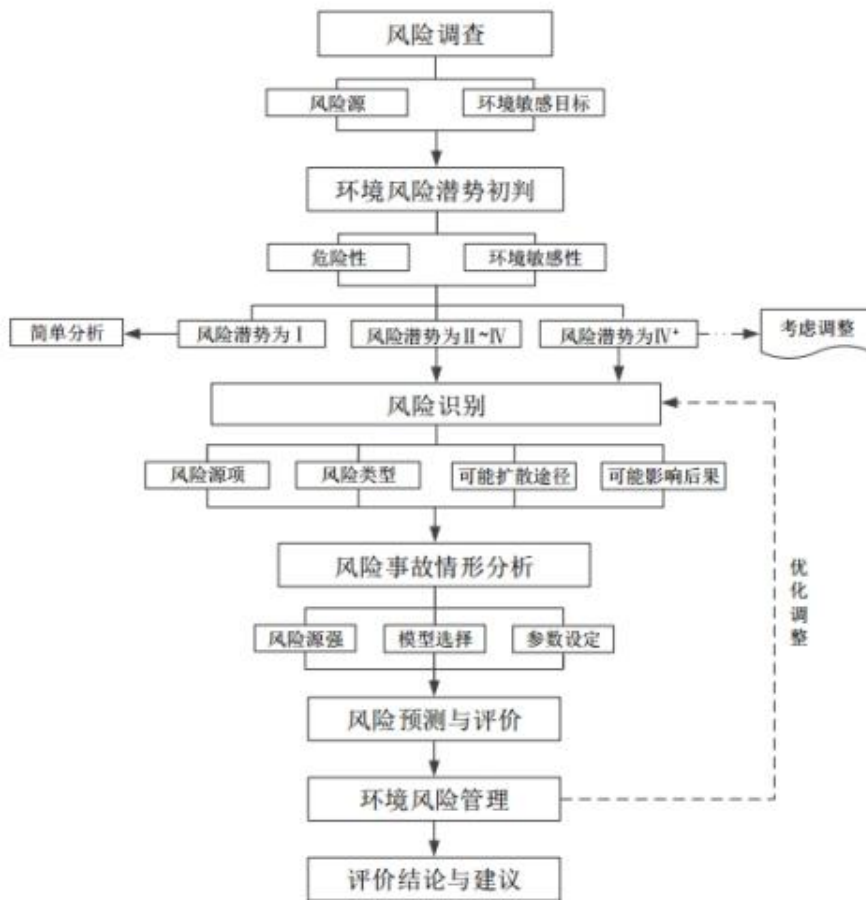 风险调查
风险源
环境敏感目标
环境风险潜势初判
危险性
环境敏感性
简单分析
风险潜势为Ⅰ
风险潜势为Ⅱ~Ⅳ
风险潜势为Ⅳ⁺
考虑调整
风险识别
风险源项
风险类型
可能扩散途径
可能影响后果
风险事故情形分析
优化调整
风险源强
模型选择
参数设定
风险预测与评价
环境风险管理
评价结论与建议